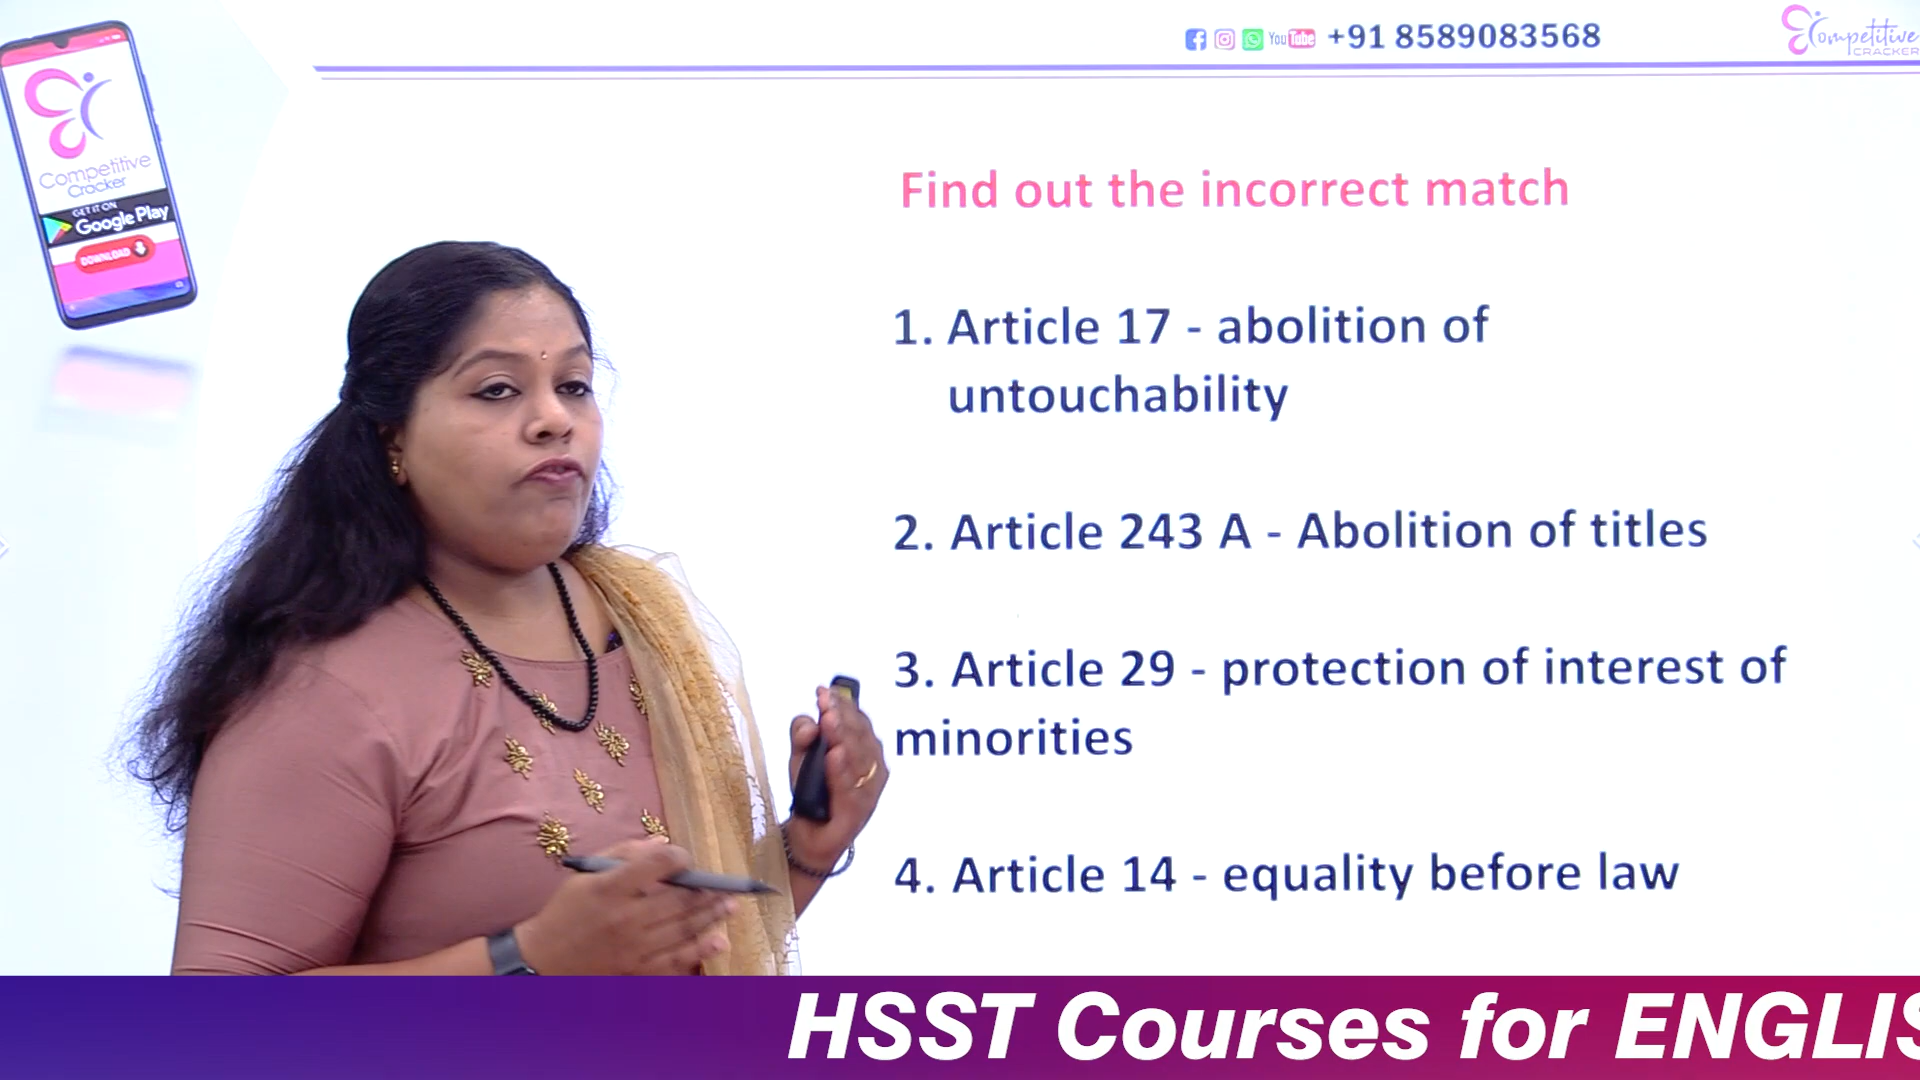 You Tube +91 8589083568
Competitive
CRACKER
Competitive
Cracker
GET IT ON
Google Play
DOWNLOAD
Find out the incorrect match
1. Article 17 - abolition of
untouchability
2. Article 243 A - Abolition of titles
3. Article 29 - protection of interest of
minorities
4. Article 14 - equality before law
HSST Courses for ENGLIS